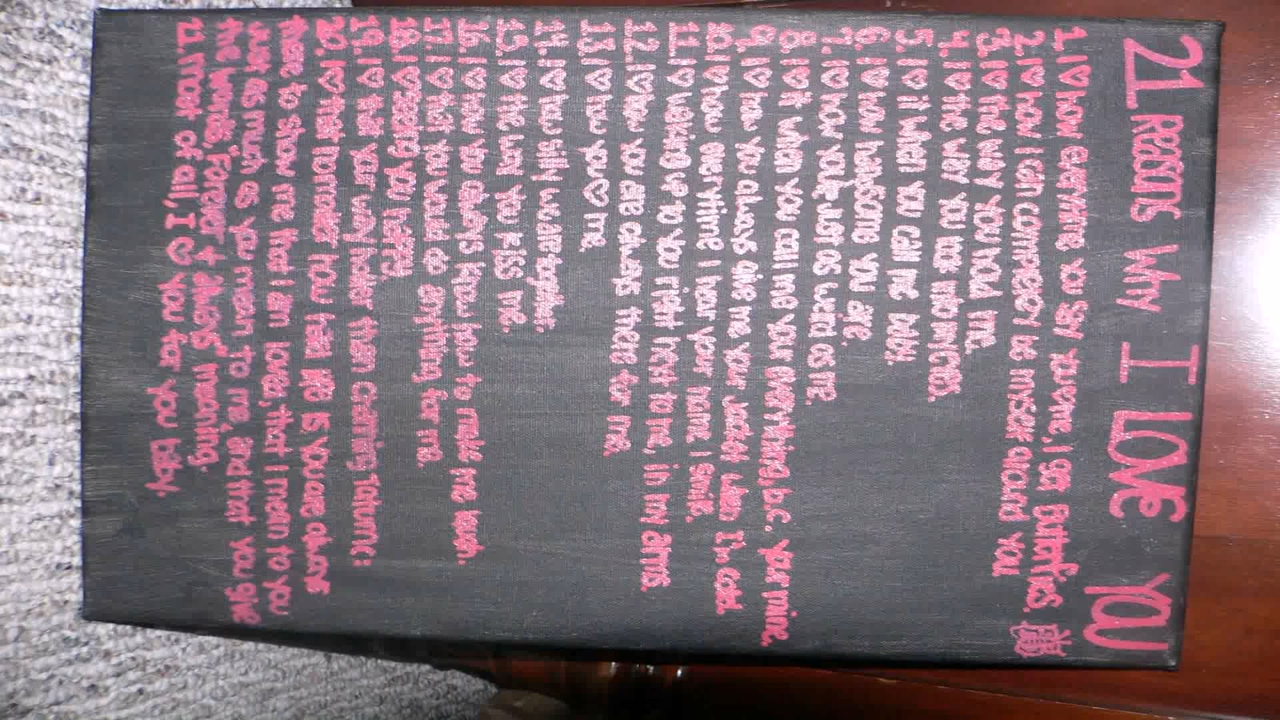 21 Reasons why I LOVE YOU
1. I ♡ how everytime you say you love me, I get Butterflies.
2. I ♡ how I can completely be myself around you.
3. I ♡ the way you hold me.
4. I ♡ the way you look into my eyes.
5. I ♡ it when you call me baby.
6. I ♡ how handsome you are.
7. I ♡ how you're just as weird as me.
8. I ♡ it when you call me your everything, b.c. your mine.
9. I ♡ how you always give me your jacket when I'm cold.
10. I ♡ how everytime I hear your name, I smile.
11. I ♡ waking up to you right next to me, in my arms.
12. I ♡ how you are always there for me.
13. I ♡ how you ♡ me.
14. I ♡ how silly we are together.
15. I ♡ the way you kiss me.
16. I ♡ how you always know how to make me laugh.
17. I ♡ that you would do anything for me.
18. I ♡ seeing you happy.
19. I ♡ that your way hotter than Channing Tatum c:
20. I ♡ that no matter how hard life is you are always
there to show me that I am loved, that I mean to you
just as much as you mean to me, and that you give
the words, "Forever & Always" meaning.
21. most of all, I ♡ you for you baby.